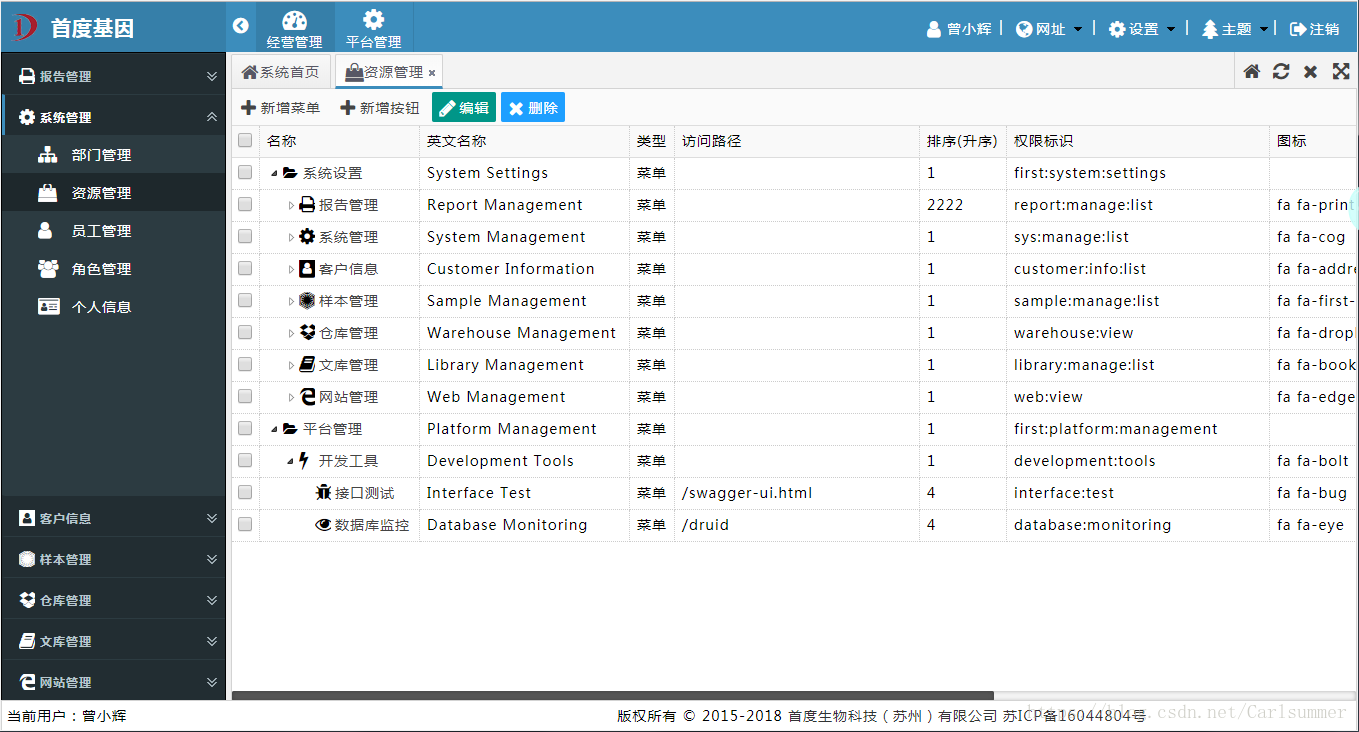 首度基因
经营管理 平台管理
曾小辉 网址 设置 主题 注销
报告管理
系统管理
部门管理
资源管理
员工管理
角色管理
个人信息
客户信息
样本管理
仓库管理
文库管理
网站管理
系统首页 资源管理
新增菜单 新增按钮 编辑 删除
名称 英文名称 类型 访问路径 排序(升序) 权限标识 图标
系统设置 System Settings 菜单 1 first:system:settings
报告管理 Report Management 菜单 2222 report:manage:list fa fa-print
系统管理 System Management 菜单 1 sys:manage:list fa fa-cog
客户信息 Customer Information 菜单 1 customer:info:list fa fa-addre
样本管理 Sample Management 菜单 1 sample:manage:list fa fa-first-
仓库管理 Warehouse Management 菜单 1 warehouse:view fa fa-drop
文库管理 Library Management 菜单 1 library:manage:list fa fa-book
网站管理 Web Management 菜单 1 web:view fa fa-edge
平台管理 Platform Management 菜单 1 first:platform:management
开发工具 Development Tools 菜单 1 development:tools fa fa-bolt
接口测试 Interface Test 菜单 /swagger-ui.html 4 interface:test fa fa-bug
数据库监控 Database Monitoring 菜单 /druid 4 database:monitoring fa fa-eye
当前用户：曾小辉 版权所有 © 2015-2018 首度生物科技（苏州）有限公司 苏ICP备16044804号
https://blog.csdn.net/Carlsummer